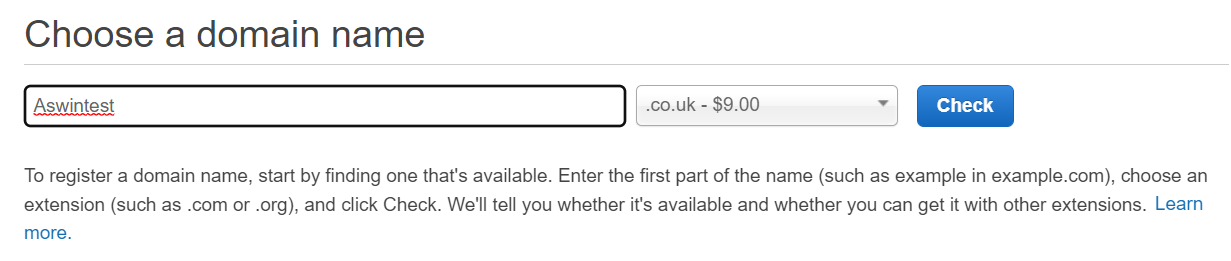 Choose a domain name
Aswintest .co.uk - $9.00 Check
To register a domain name, start by finding one that's available. Enter the first part of the name (such as example in example.com), choose an
extension (such as .com or .org), and click Check. We'll tell you whether it's available and whether you can get it with other extensions. Learn
more.